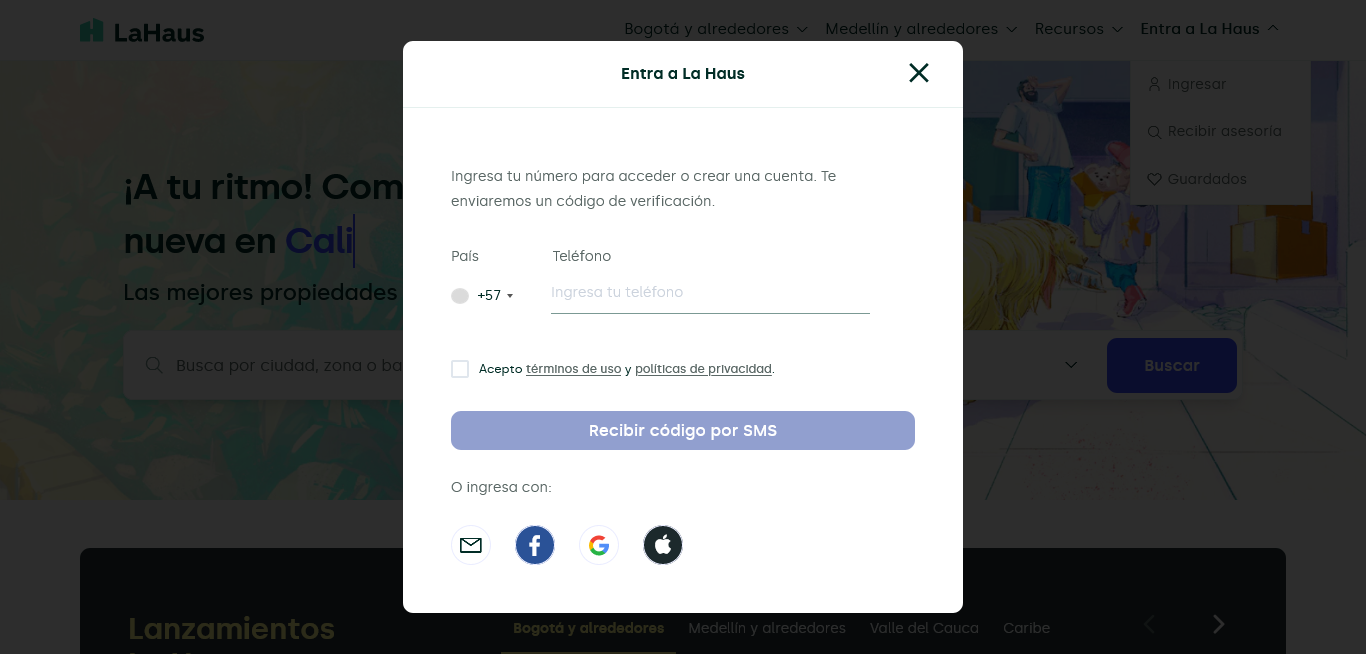 LaHaus
Bogotá y alrededores
Medellín y alrededores
Recursos
Entra a La Haus
Ingresar
Recibir asesoría
Guardados
¡A tu ritmo! Com
nueva en Cali
Las mejores propiedades
Busca por ciudad, zona o ba
Buscar
Entra a La Haus
Ingresa tu número para acceder o crear una cuenta. Te
enviaremos un código de verificación.
País
Teléfono
+57
Ingresa tu teléfono
Acepto términos de uso y políticas de privacidad.
Recibir código por SMS
O ingresa con:
Lanzamientos
Bogotá y alrededores
Medellín y alrededores
Valle del Cauca
Caribe